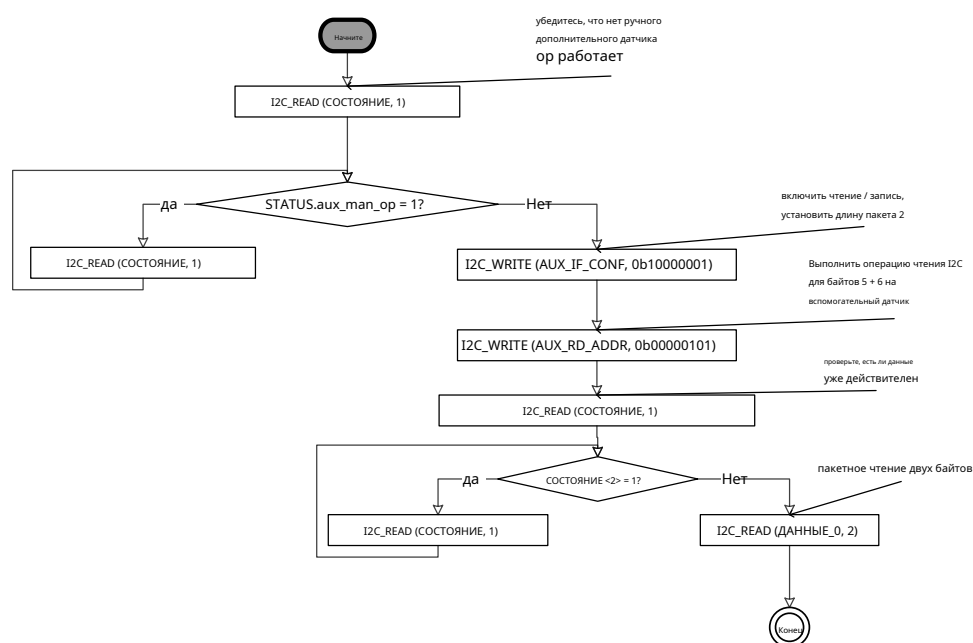 убедитесь, что нет ручного
дополнительного датчика
ор работает
Начните
I2C_READ (СОСТОЯНИЕ, 1)
STATUS.aux_man_op = 1?
да
Нет
включить чтение / запись,
установить длину пакета 2
I2C_READ (СОСТОЯНИЕ, 1)
I2C_WRITE (AUX_IF_CONF, 0b10000001)
Выполнить операцию чтения I2C
для байтов 5 + 6 на
вспомогательный датчик
I2C_WRITE (AUX_RD_ADDR, 0b00000101)
проверьте, есть ли данные
уже действителен
I2C_READ (СОСТОЯНИЕ, 1)
СОСТОЯНИЕ <2> = 1?
да
Нет
пакетное чтение двух байтов
I2C_READ (СОСТОЯНИЕ, 1)
I2C_READ (ДАННЫЕ_0, 2)
Конец